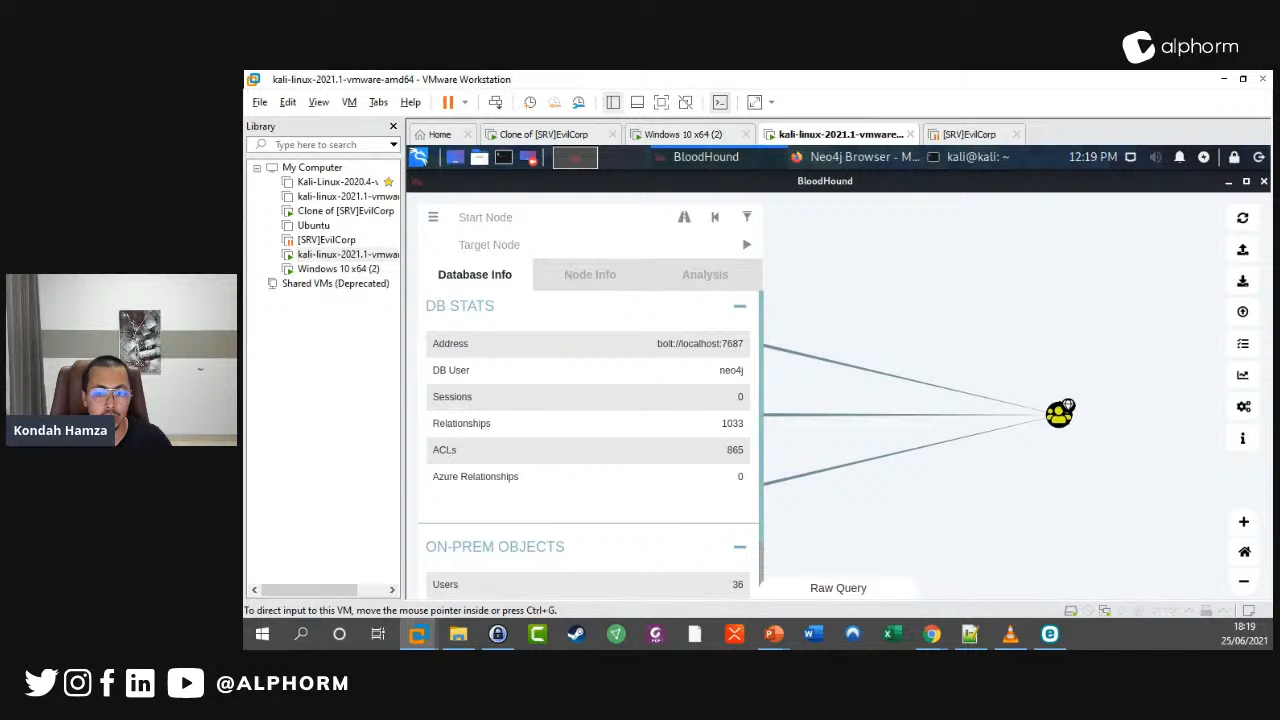 alphorm
kali-linux-2021.1-vmware-amd64 - VMware Workstation
File Edit View VM Tabs Help
Library
Type here to search
My Computer
Kali-Linux-2020.4-v
kali-linux-2021.1-vmwar
Clone of [SRV]EvilCorp
Ubuntu
[SRV]EvilCorp
kali-linux-2021.1-vmwar
Windows 10 x64 (2)
Shared VMs (Deprecated)
Home Clone of [SRV]EvilCorp Windows 10 x64 (2) kali-linux-2021.1-vmware... [SRV]EvilCorp
BloodHound Neo4j Browser - M... kali@kali: ~ 12:19 PM
BloodHound
Start Node
Target Node
Database Info Node Info Analysis
DB STATS
Address bolt://localhost:7687
DB User neo4j
Sessions 0
Relationships 1033
ACLs 865
Azure Relationships 0
ON-PREM OBJECTS
Users 36
Raw Query
Kondah Hamza
To direct input to this VM, move the mouse pointer inside or press Ctrl+G.
18:19
25/06/2021
@ALPHORM